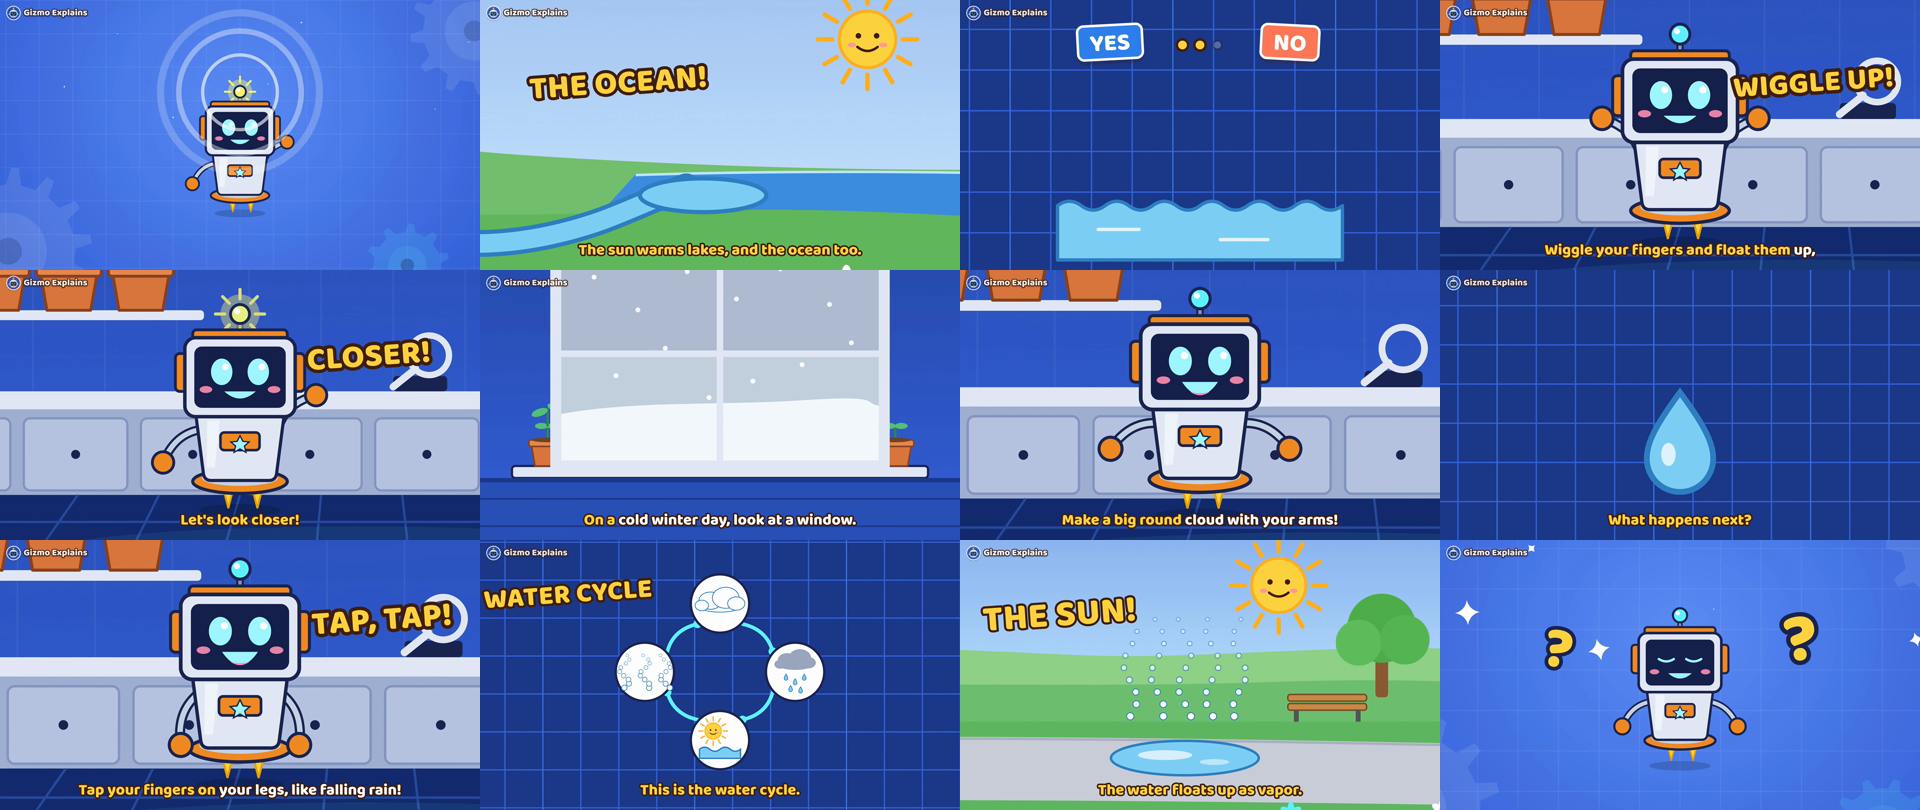 Gizmo Explains
Gizmo Explains
THE OCEAN!
The sun warms lakes, and the ocean too.
Gizmo Explains
YES
NO
Gizmo Explains
WIGGLE UP!
Wiggle your fingers and float them up,
Gizmo Explains
CLOSER!
Let's look closer!
Gizmo Explains
On a cold winter day, look at a window.
Gizmo Explains
Make a big round cloud with your arms!
Gizmo Explains
What happens next?
Gizmo Explains
TAP, TAP!
Tap your fingers on your legs, like falling rain!
Gizmo Explains
WATER CYCLE
This is the water cycle.
Gizmo Explains
THE SUN!
The water floats up as vapor.
Gizmo Explains
? ?